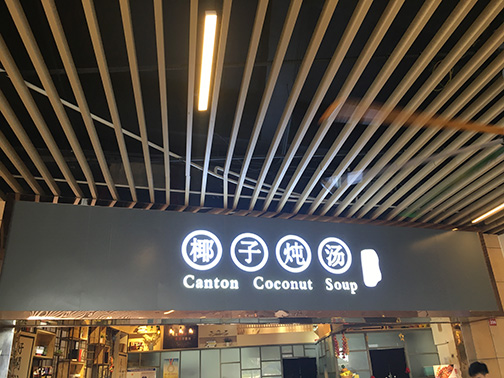 椰子炖汤
Canton Coconut Soup